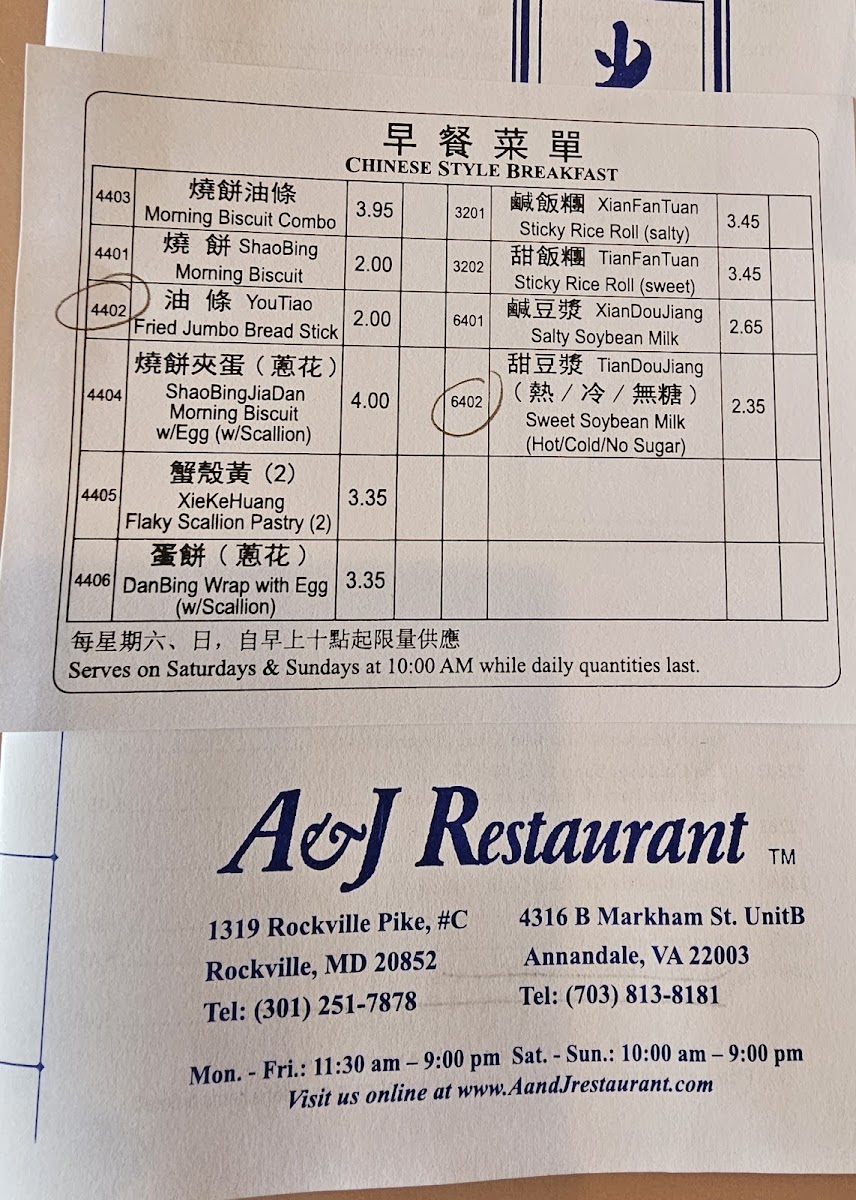 早餐菜單
CHINESE STYLE BREAKFAST
4403
燒餅油條
Morning Biscuit Combo
3.95
4401
燒 餅 ShaoBing
Morning Biscuit
2.00
4402
油 條 YouTiao
Fried Jumbo Bread Stick
2.00
4404
燒餅夾蛋（蔥花）
ShaoBingJiaDan
Morning Biscuit
w/Egg (w/Scallion)
4.00
4405
蟹殼黃 (2)
XieKeHuang
Flaky Scallion Pastry (2)
3.35
4406
蛋餅（蔥花）
DanBing Wrap with Egg
(w/Scallion)
3.35
3201
鹹飯糰 XianFanTuan
Sticky Rice Roll (salty)
3.45
3202
甜飯糰 TianFanTuan
Sticky Rice Roll (sweet)
3.45
6401
鹹豆漿 XianDouJiang
Salty Soybean Milk
2.65
6402
甜豆漿 TianDouJiang
（熱／冷／無糖）
Sweet Soybean Milk
(Hot/Cold/No Sugar)
2.35
每星期六、日，自早上十點起限量供應
Serves on Saturdays & Sundays at 10:00 AM while daily quantities last.
A&J Restaurant TM
1319 Rockville Pike, #C
Rockville, MD 20852
Tel: (301) 251-7878
4316 B Markham St. UnitB
Annandale, VA 22003
Tel: (703) 813-8181
Mon. - Fri.: 11:30 am – 9:00 pm Sat. - Sun.: 10:00 am – 9:00 pm
Visit us online at www.AandJrestaurant.com